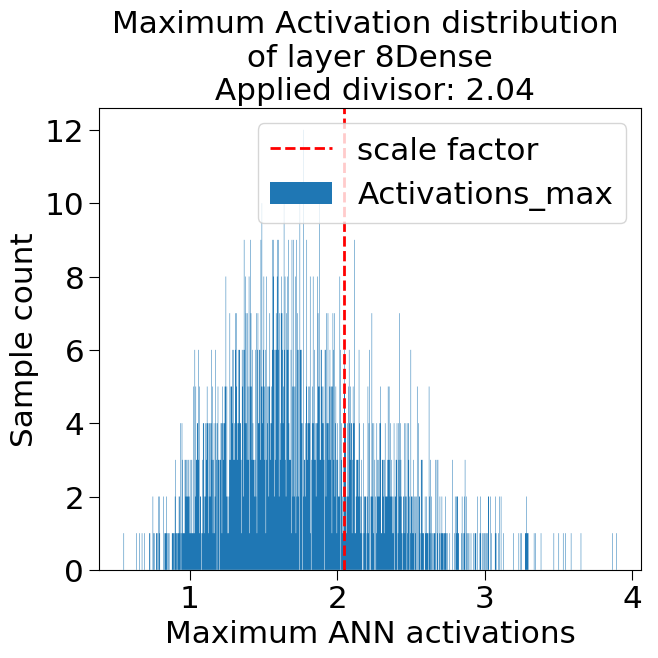 Maximum Activation distribution
of layer 8Dense
Applied divisor: 2.04
12
10
8
6
4
2
0
Sample count
scale factor
Activations_max
1
2
3
4
Maximum ANN activations